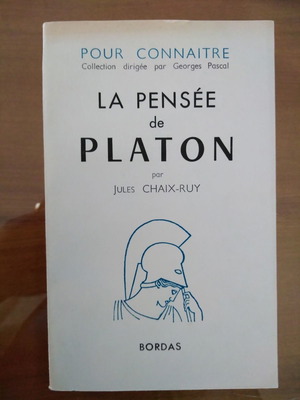 POUR CONNAITRE
Collection dirigée par Georges Pascal
LA PENSÉE
de
PLATON
par
JULES CHAIX-RUY
BORDAS